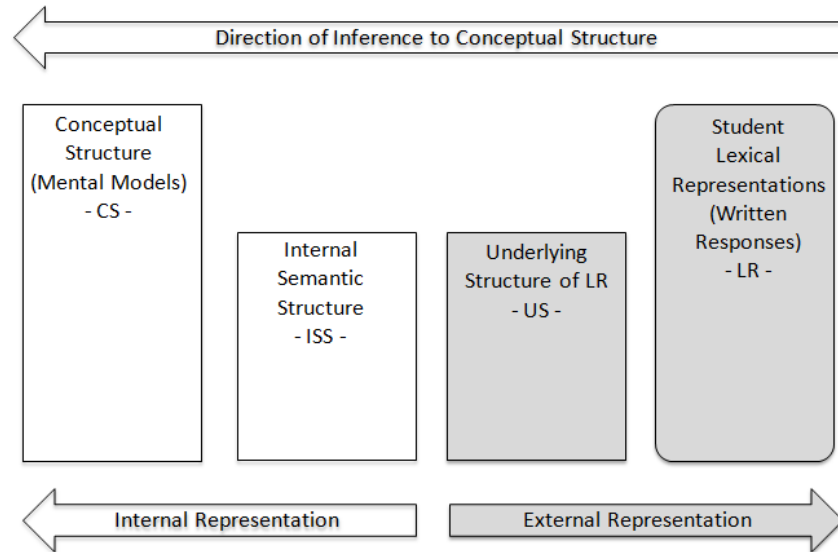 Direction of Inference to Conceptual Structure
Conceptual
Structure
(Mental Models)
- CS -
Internal
Semantic
Structure
- ISS -
Underlying
Structure of LR
- US -
Student
Lexical
Representations
(Written
Responses)
- LR -
Internal Representation
External Representation